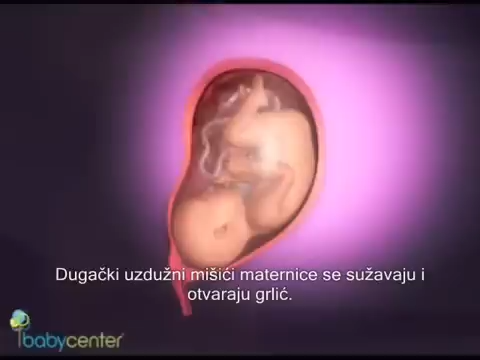 Dugački uzdužni mišići maternice se sužavaju i
otvaraju grlić.
babycenter